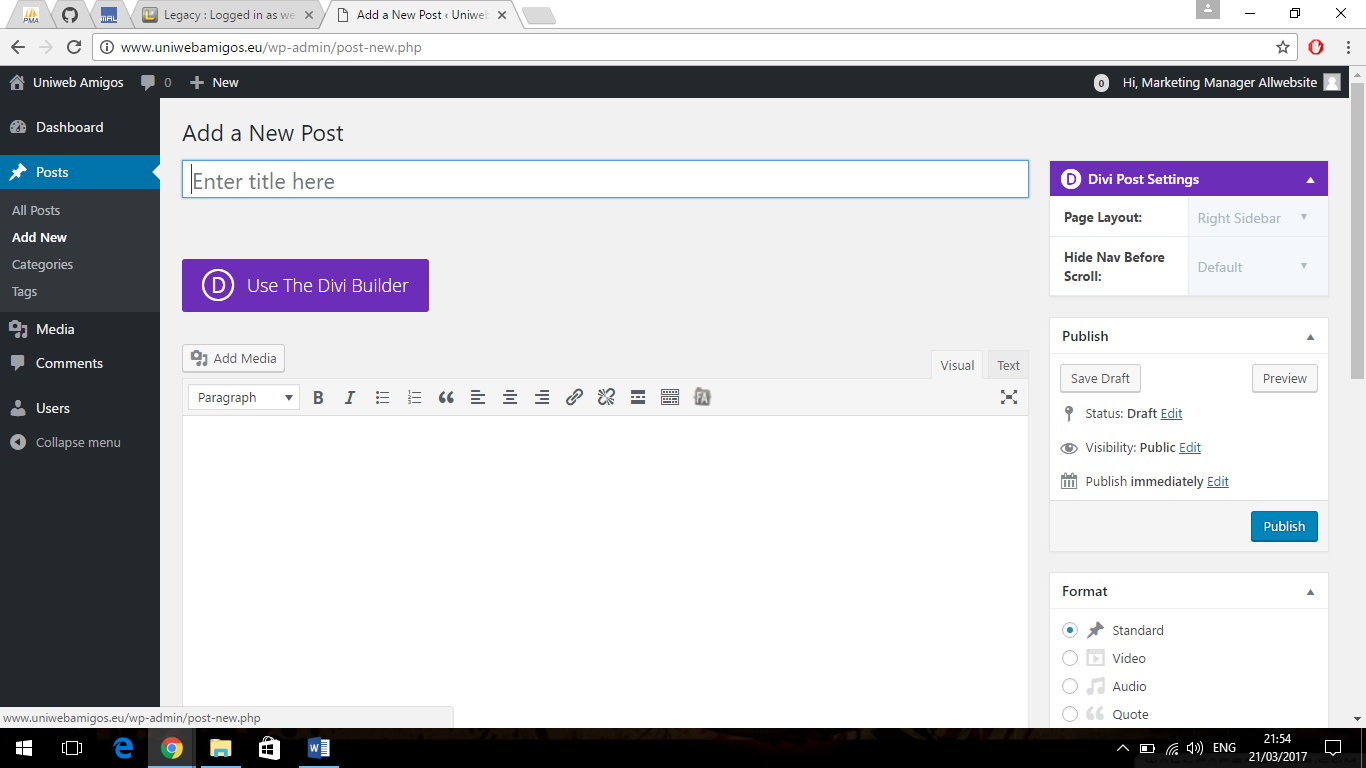 PMA
MAL
Legacy : Logged in as we
Add a New Post ‹ Uniweb
www.uniwebamigos.eu/wp-admin/post-new.php
Uniweb Amigos
0
New
0
Hi, Marketing Manager Allwebsite
Dashboard
Posts
All Posts
Add New
Categories
Tags
Media
Comments
Users
Collapse menu
Add a New Post
Enter title here
D Use The Divi Builder
Add Media
Visual
Text
Paragraph
B
I
FA
D Divi Post Settings
Page Layout:
Right Sidebar
Hide Nav Before
Scroll:
Default
Publish
Save Draft
Preview
Status: Draft Edit
Visibility: Public Edit
Publish immediately Edit
Publish
Format
Standard
Video
Audio
Quote
www.uniwebamigos.eu/wp-admin/post-new.php
ENG
21:54
21/03/2017